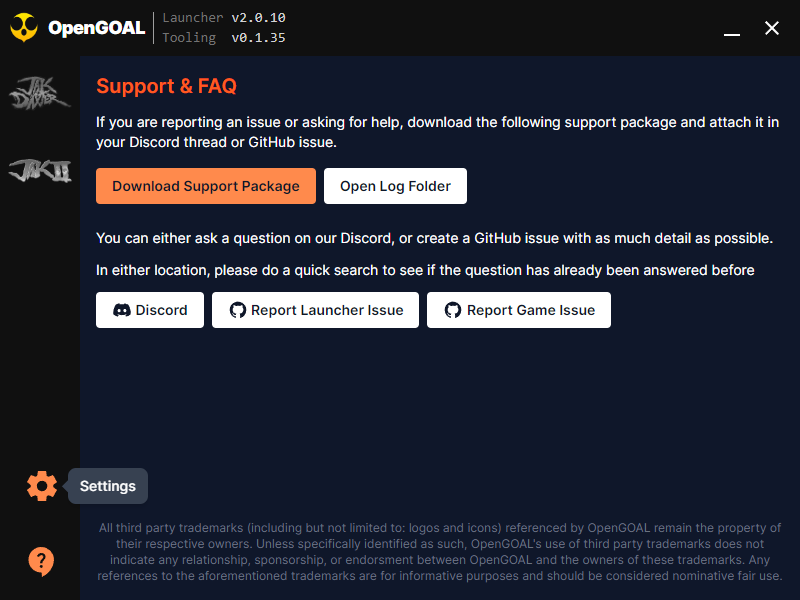 OpenGOAL
Launcher v2.0.10
Tooling v0.1.35
JAK
DAXTER
JAK II
Support & FAQ
If you are reporting an issue or asking for help, download the following support package and attach it in
your Discord thread or GitHub issue.
Download Support Package
Open Log Folder
You can either ask a question on our Discord, or create a GitHub issue with as much detail as possible.
In either location, please do a quick search to see if the question has already been answered before
Discord
Report Launcher Issue
Report Game Issue
Settings
?
All third party trademarks (including but not limited to: logos and icons) referenced by OpenGOAL remain the property of
their respective owners. Unless specifically identified as such, OpenGOAL's use of third party trademarks does not
indicate any relationship, sponsorship, or endorsment between OpenGOAL and the owners of these trademarks. Any
references to the aforementioned trademarks are for informative purposes and should be considered nominative fair use.